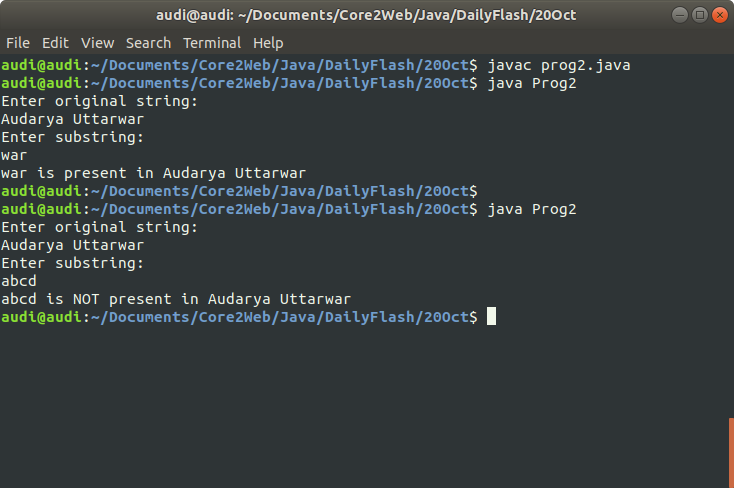 audi@audi: ~/Documents/Core2Web/Java/DailyFlash/20Oct
File Edit View Search Terminal Help
audi@audi:~/Documents/Core2Web/Java/DailyFlash/20Oct$ javac prog2.java
audi@audi:~/Documents/Core2Web/Java/DailyFlash/20Oct$ java Prog2
Enter original string:
Audarya Uttarwar
Enter substring:
war
war is present in Audarya Uttarwar
audi@audi:~/Documents/Core2Web/Java/DailyFlash/20Oct$
audi@audi:~/Documents/Core2Web/Java/DailyFlash/20Oct$ java Prog2
Enter original string:
Audarya Uttarwar
Enter substring:
abcd
abcd is NOT present in Audarya Uttarwar
audi@audi:~/Documents/Core2Web/Java/DailyFlash/20Oct$